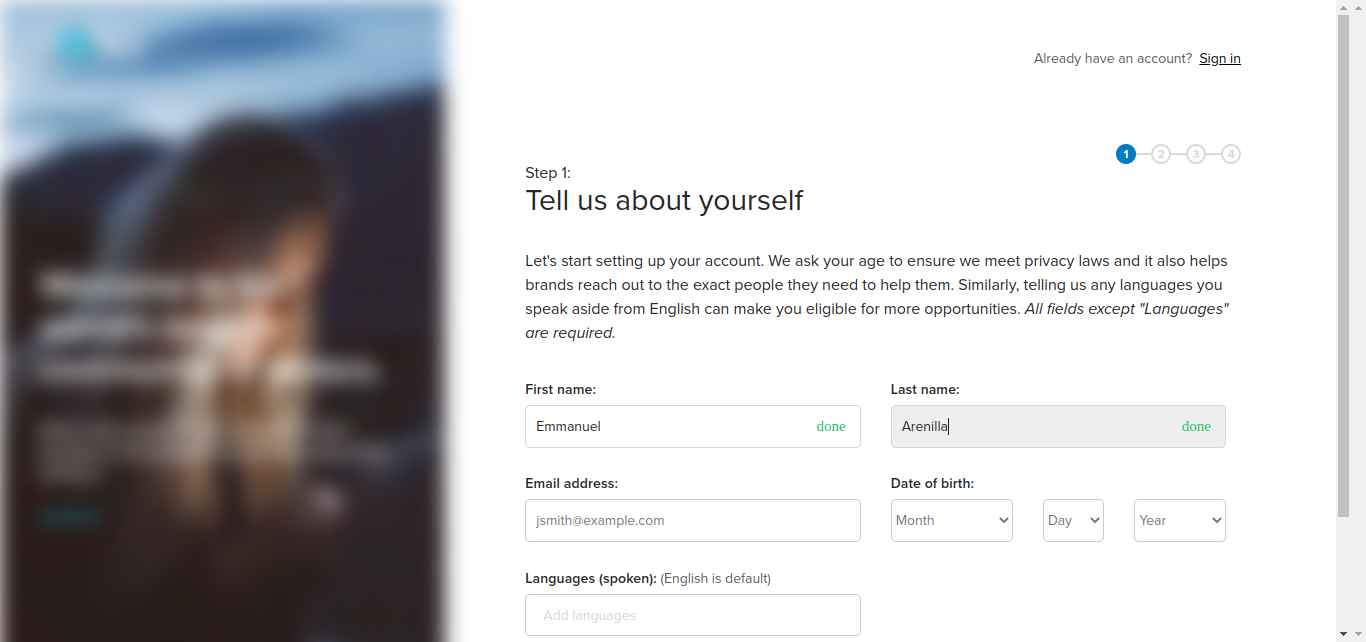 Already have an account? Sign in
1 2 3 4
Step 1:
Tell us about yourself
Let's start setting up your account. We ask your age to ensure we meet privacy laws and it also helps
brands reach out to the exact people they need to help them. Similarly, telling us any languages you
speak aside from English can make you eligible for more opportunities. All fields except "Languages"
are required.
First name:
Last name:
Emmanuel done
Arenilla done
Email address:
Date of birth:
jsmith@example.com
Month Day Year
Languages (spoken): (English is default)
Add languages